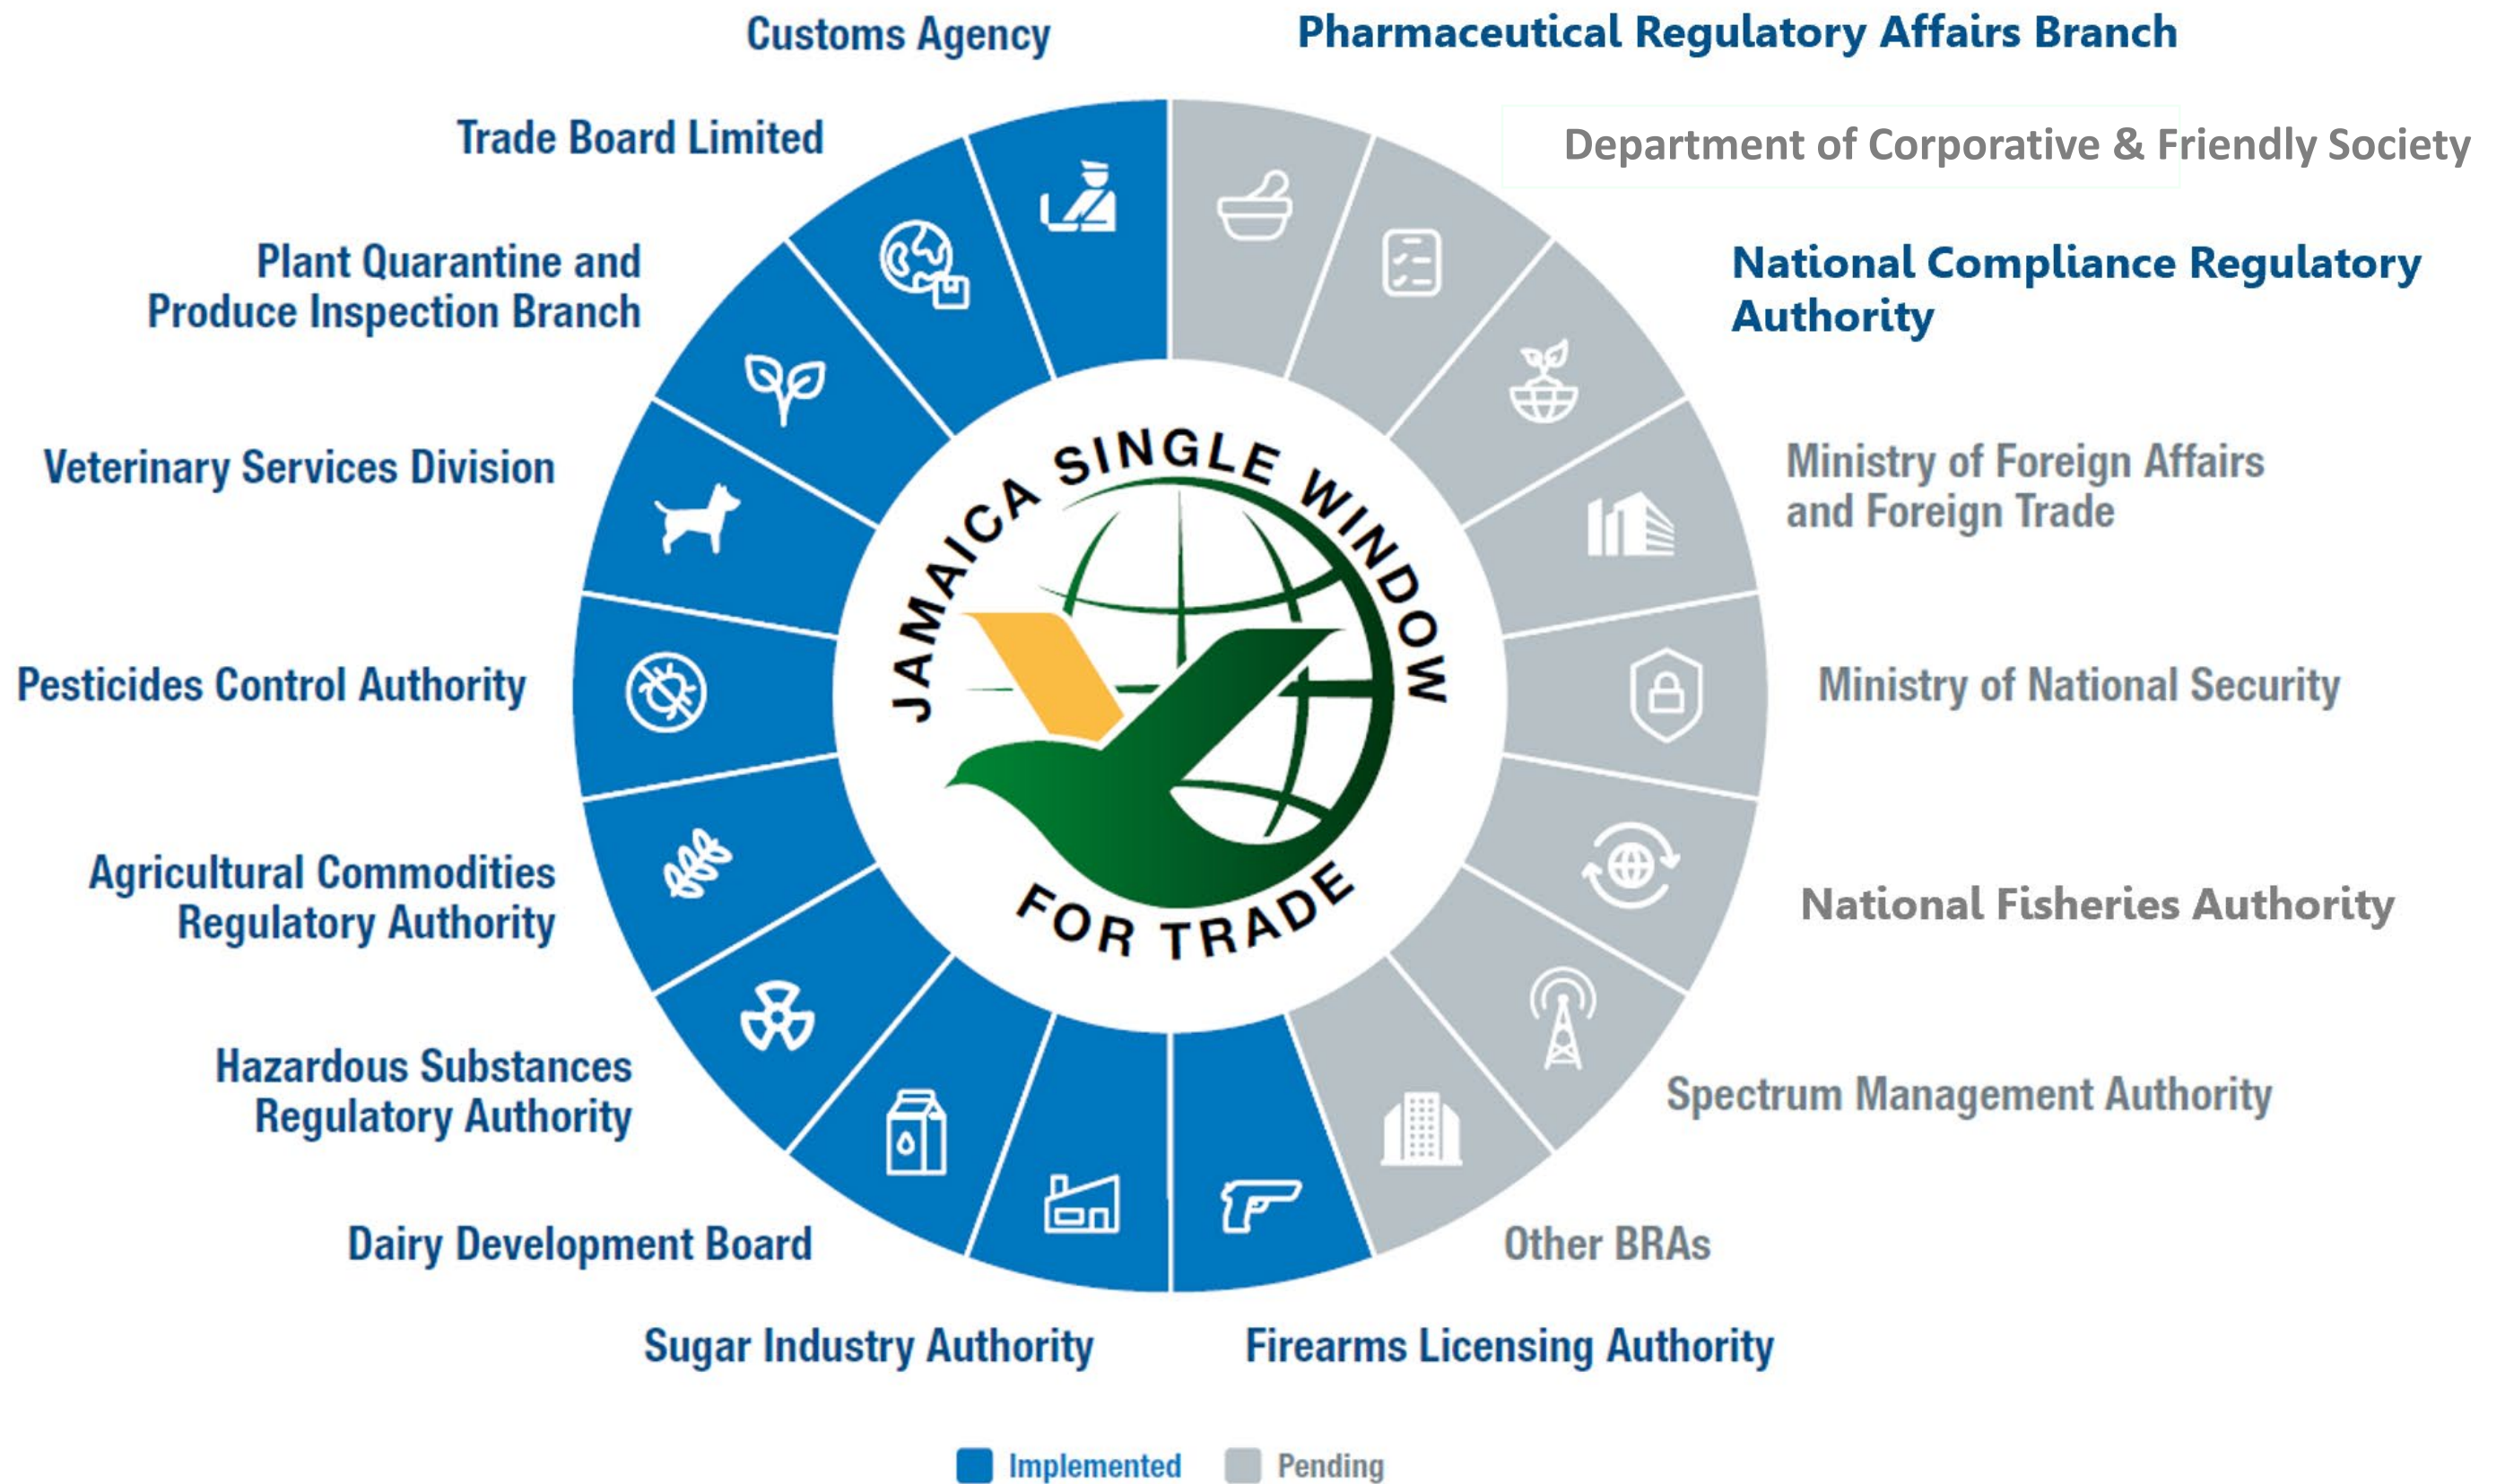 Customs Agency
Pharmaceutical Regulatory Affairs Branch
Trade Board Limited
Department of Corporative & Friendly Society
Plant Quarantine and
Produce Inspection Branch
National Compliance Regulatory
Authority
Veterinary Services Division
Ministry of Foreign Affairs
and Foreign Trade
JAMAICA SINGLE WINDOW
FOR TRADE
Pesticides Control Authority
Ministry of National Security
Agricultural Commodities
Regulatory Authority
National Fisheries Authority
Hazardous Substances
Regulatory Authority
Spectrum Management Authority
Dairy Development Board
Other BRAs
Sugar Industry Authority
Firearms Licensing Authority
Implemented
Pending